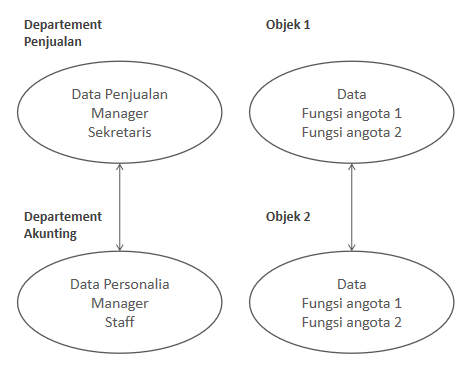 Departement
Penjualan
Data Penjualan
Manager
Sekretaris
Departement
Akunting
Data Personalia
Manager
Staff
Objek 1
Data
Fungsi angota 1
Fungsi angota 2
Objek 2
Data
Fungsi angota 1
Fungsi angota 2